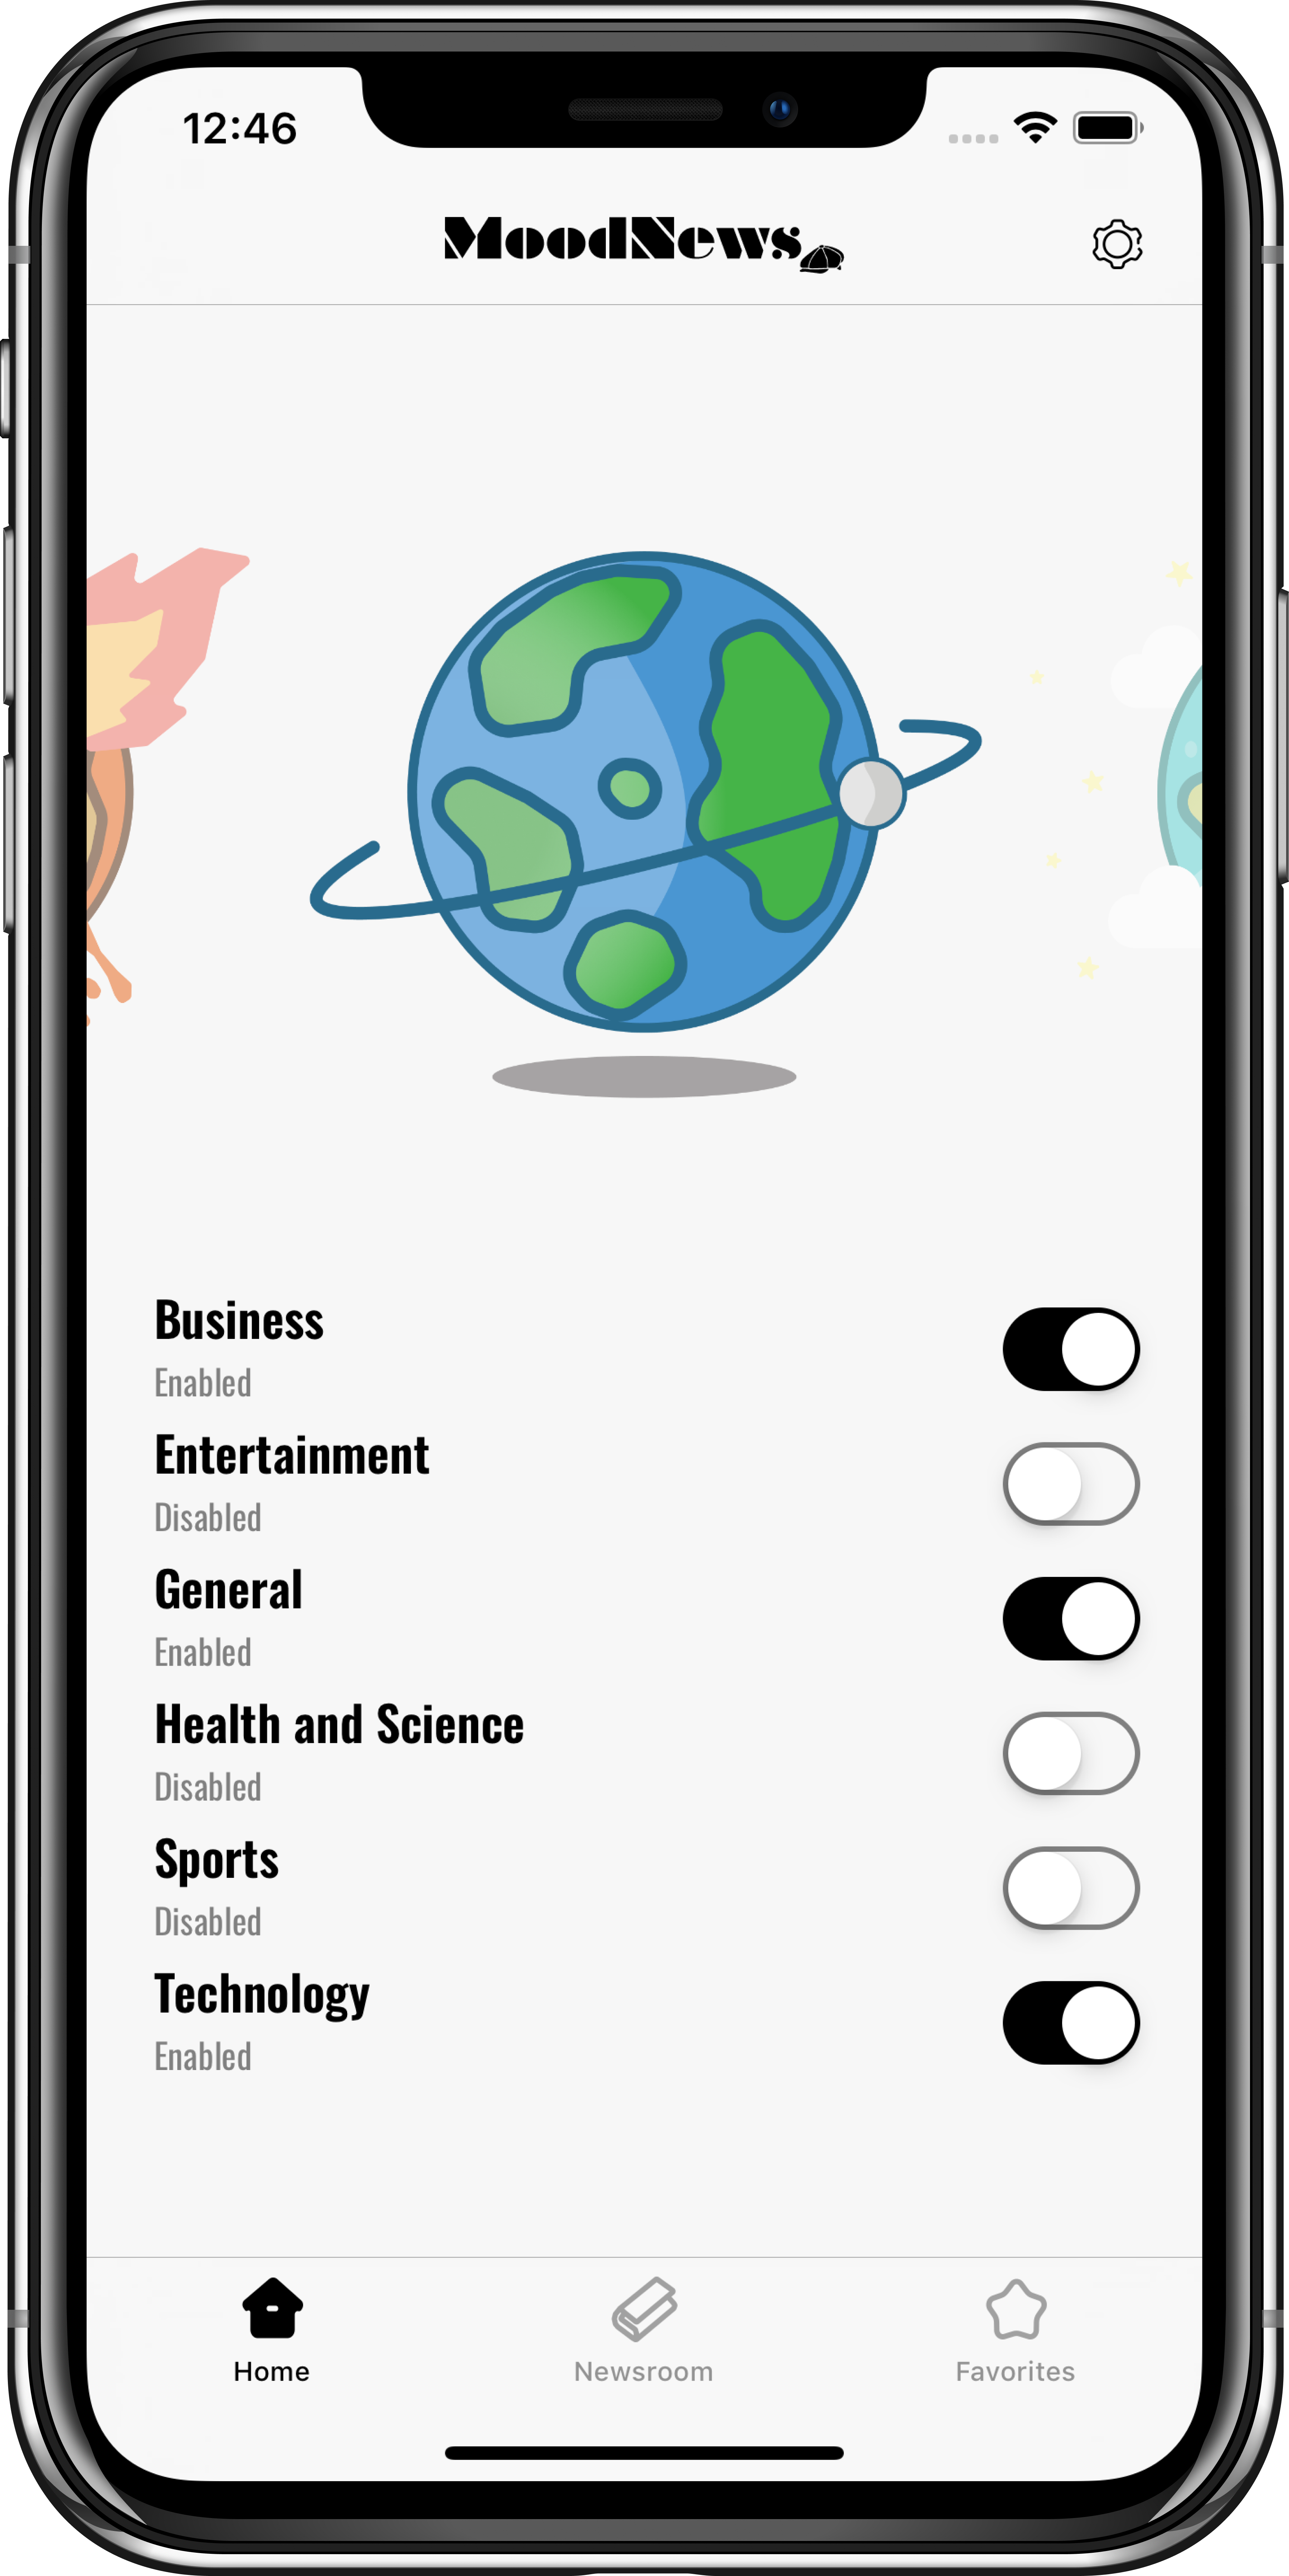 12:46
MoodNews
Business
Enabled
Entertainment
Disabled
General
Enabled
Health and Science
Disabled
Sports
Disabled
Technology
Enabled
Home
Newsroom
Favorites